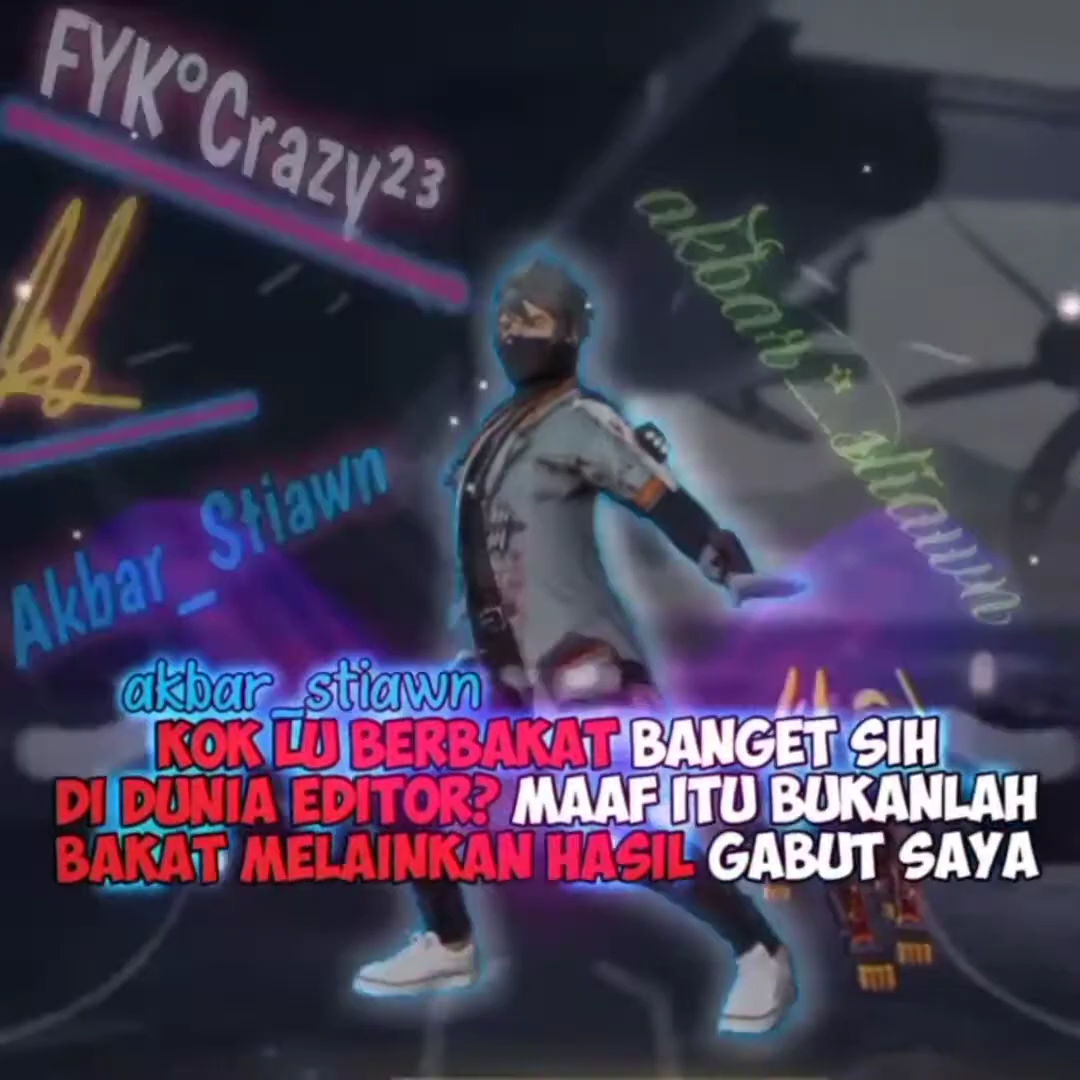 FYK°Crazy²³
akbar_stiawn
Akbar_Stiawn
akbar_stiawn
KOK LU BERBAKAT BANGET SIH
DI DUNIA EDITOR? MAAF ITU BUKANLAH
BAKAT MELAINKAN HASIL GABUT SAYA